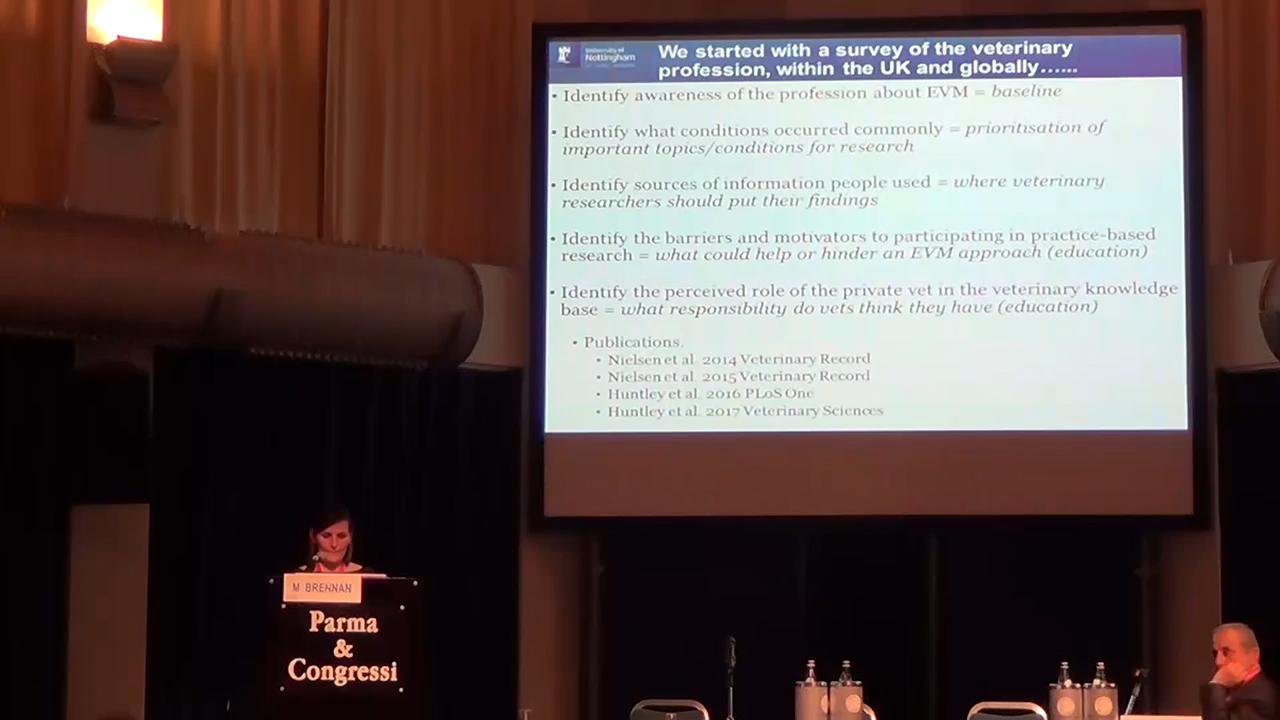 University of
Nottingham
We started with a survey of the veterinary
profession, within the UK and globally......
• Identify awareness of the profession about EVM = baseline
• Identify what conditions occurred commonly = prioritisation of
important topics/conditions for research
• Identify sources of information people used = where veterinary
researchers should put their findings
• Identify the barriers and motivators to participating in practice-based
research = what could help or hinder an EVM approach (education)
• Identify the perceived role of the private vet in the veterinary knowledge
base = what responsibility do vets think they have (education)
• Publications.
• Nielsen et al. 2014 Veterinary Record
• Nielsen et al. 2015 Veterinary Record
• Huntley et al. 2016 PLoS One
• Huntley et al. 2017 Veterinary Sciences
M BRENNAN
Parma
&
Congressi